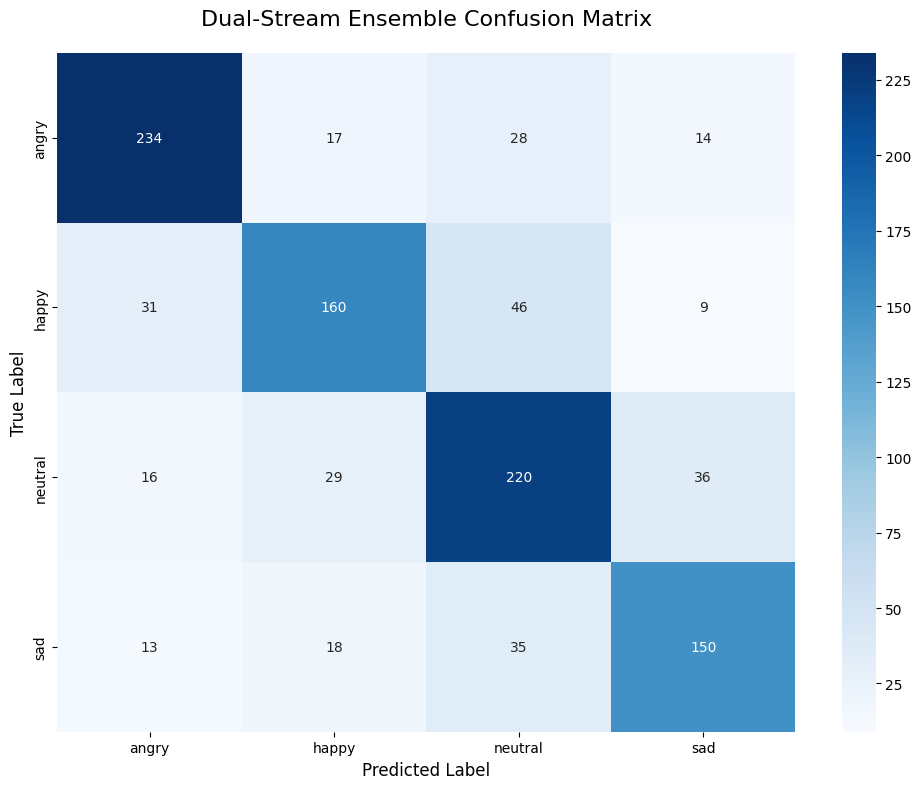 Dual-Stream Ensemble Confusion Matrix
True Label
angry 234 17 28 14
happy 31 160 46 9
neutral 16 29 220 36
sad 13 18 35 150
angry happy neutral sad
Predicted Label
225
200
175
150
125
100
75
50
25